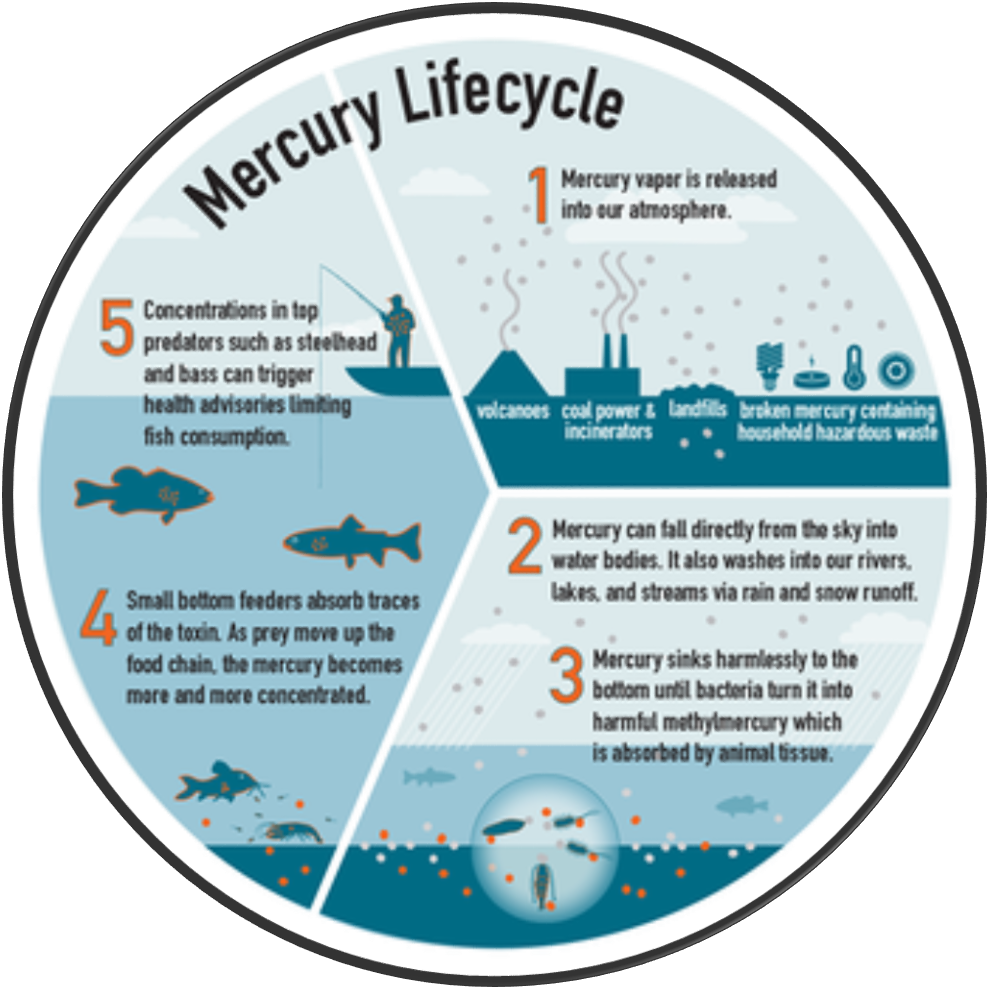 Mercury Lifecycle
1
Mercury vapor is released
into our atmosphere.
volcanoes
coal power &
incinerators
landfills
broken mercury containing
household hazardous waste
2
Mercury can fall directly from the sky into
water bodies. It also washes into our rivers,
lakes, and streams via rain and snow runoff.
3
Mercury sinks harmlessly to the
bottom until bacteria turn it into
harmful methylmercury which
is absorbed by animal tissue.
4
Small bottom feeders absorb traces
of the toxin. As prey move up the
food chain, the mercury becomes
more and more concentrated.
5
Concentrations in top
predators such as steelhead
and bass can trigger
health advisories limiting
fish consumption.